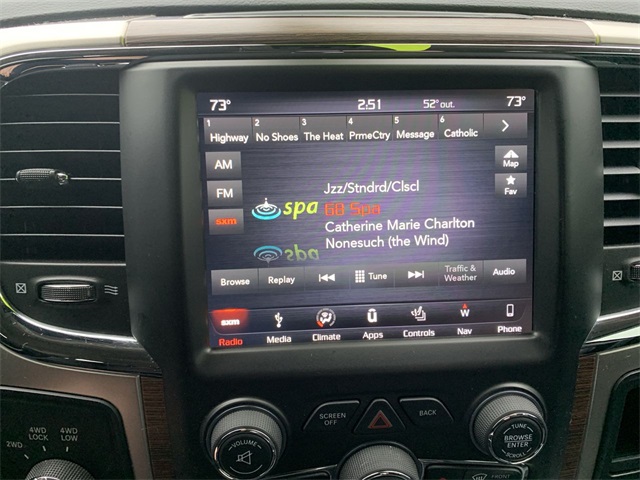 73° 2:51 52° out. 73°
1 Highway 2 No Shoes 3 The Heat 4 PrmeCtry 5 Message 6 Catholic
AM
Map
FM
Fav
sxm
Jzz/Stndrd/Clscl
spa
68 Spa
Catherine Marie Charlton
Nonesuch (the Wind)
spa
Browse Replay Tune Traffic & Weather Audio
sxm W
Radio Media Climate Apps Controls Nav Phone
SCREEN OFF
BACK
2WD 4WD LOCK 4WD LOW
VOLUME
TUNE
BROWSE
ENTER
SCROLL
FRONT